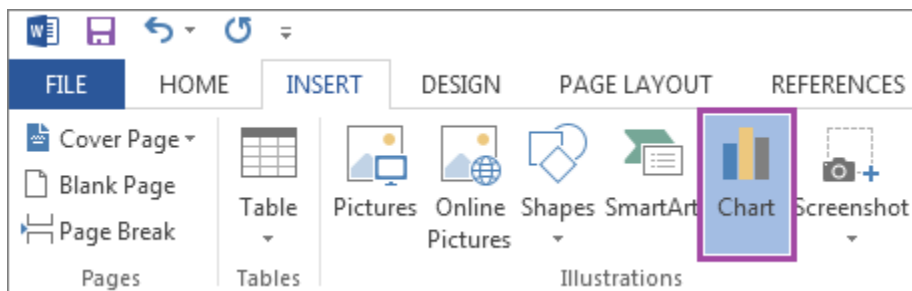 FILE HOME INSERT DESIGN PAGE LAYOUT REFERENCES
Cover Page
Blank Page
Page Break
Pages
Table
Tables
Pictures
Online
Pictures
Shapes
SmartArt
Chart
Screenshot
Illustrations